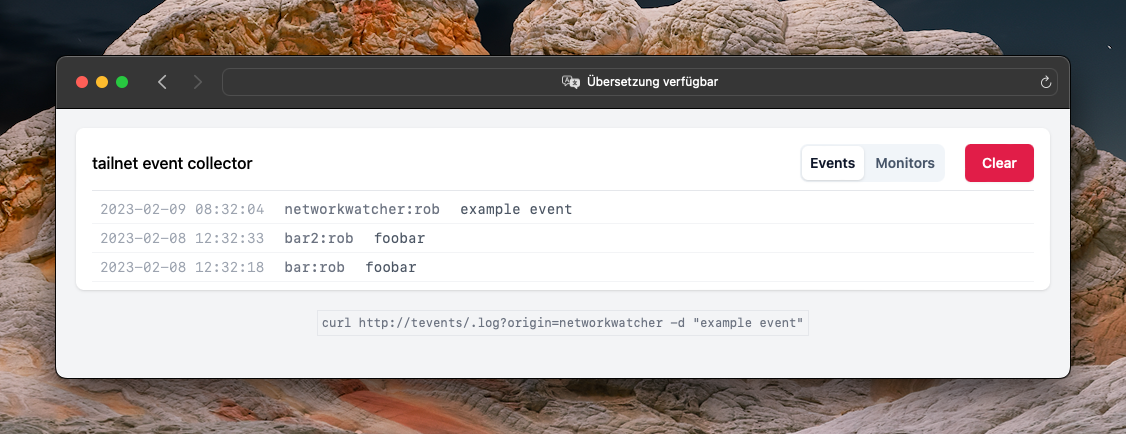 Übersetzung verfügbar
tailnet event collector
Events Monitors Clear
2023-02-09 08:32:04 networkwatcher:rob example event
2023-02-08 12:32:33 bar2:rob foobar
2023-02-08 12:32:18 bar:rob foobar
curl http://tevents/.log?origin=networkwatcher -d "example event"